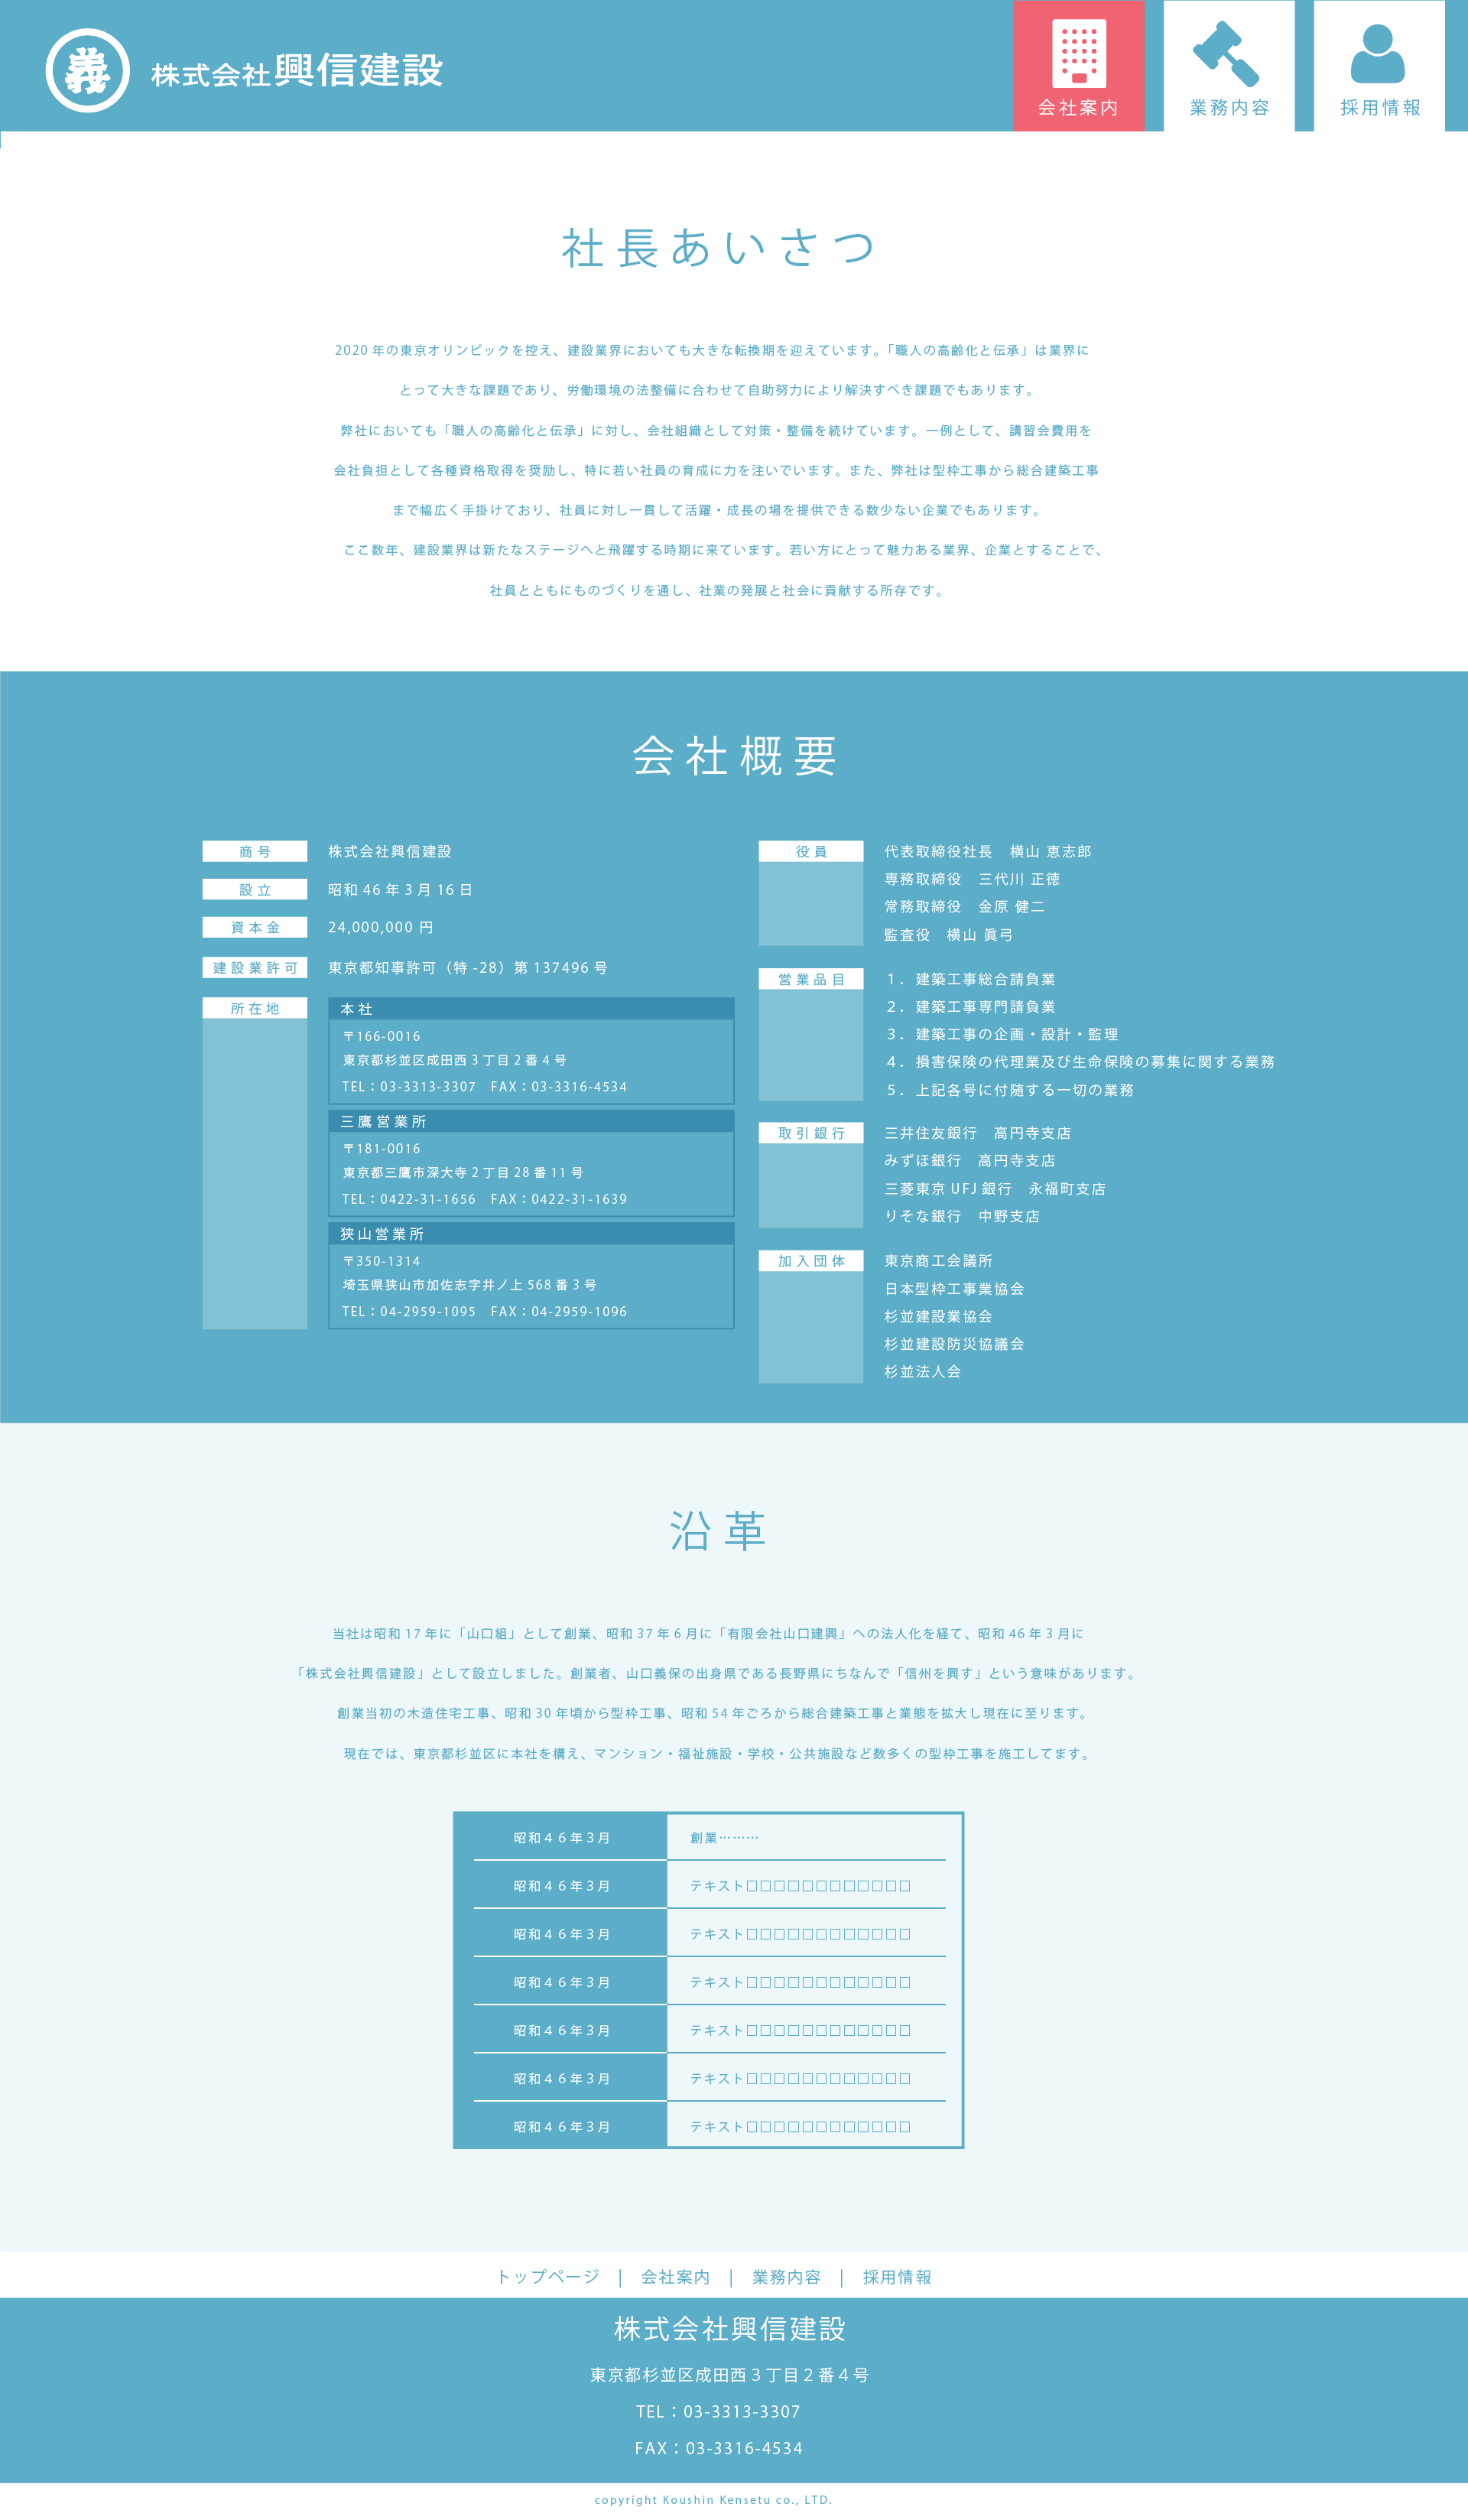 義
株式会社興信建設
会社案内
業務内容
採用情報
社長あいさつ
2020 年の東京オリンピックを控え、建設業界においても大きな転換期を迎えています。「職人の高齢化と伝承」は業界に
とって大きな課題であり、労働環境の法整備に合わせて自助努力により解決すべき課題でもあります。
弊社においても「職人の高齢化と伝承」に対し、会社組織として対策・整備を続けています。一例として、講習会費用を
会社負担として各種資格取得を奨励し、特に若い社員の育成に力を注いでいます。また、弊社は型枠工事から総合建築工事
まで幅広く手掛けており、社員に対し一貫して活躍・成長の場を提供できる数少ない企業でもあります。
ここ数年、建設業界は新たなステージへと飛躍する時期に来ています。若い方にとって魅力ある業界、企業とすることで、
社員とともにものづくりを通し、社業の発展と社会に貢献する所存です。
会社概要
商号
株式会社興信建設
設立
昭和 46 年 3 月 16 日
資本金
24,000,000 円
建設業許可
東京都知事許可（特 -28）第 137496 号
所在地
本社
〒166-0016
東京都杉並区成田西 3 丁目 2 番 4 号
TEL：03-3313-3307　FAX：03-3316-4534
三鷹営業所
〒181-0016
東京都三鷹市深大寺 2 丁目 28 番 11 号
TEL：0422-31-1656　FAX：0422-31-1639
狭山営業所
〒350-1314
埼玉県狭山市加佐志字井ノ上 568 番 3 号
TEL：04-2959-1095　FAX：04-2959-1096
役員
代表取締役社長　横山 恵志郎
専務取締役　三代川 正徳
常務取締役　金原 健二
監査役　横山 眞弓
営業品目
１．建築工事総合請負業
２．建築工事専門請負業
３．建築工事の企画・設計・監理
４．損害保険の代理業及び生命保険の募集に関する業務
５．上記各号に付随する一切の業務
取引銀行
三井住友銀行　高円寺支店
みずほ銀行　高円寺支店
三菱東京 UFJ 銀行　永福町支店
りそな銀行　中野支店
加入団体
東京商工会議所
日本型枠工事業協会
杉並建設業協会
杉並建設防災協議会
杉並法人会
沿革
当社は昭和 17 年に「山口組」として創業、昭和 37 年 6 月に「有限会社山口建興」への法人化を経て、昭和 46 年 3 月に
「株式会社興信建設」として設立しました。創業者、山口義保の出身県である長野県にちなんで「信州を興す」という意味があります。
創業当初の木造住宅工事、昭和 30 年頃から型枠工事、昭和 54 年ごろから総合建築工事と業態を拡大し現在に至ります。
現在では、東京都杉並区に本社を構え、マンション・福祉施設・学校・公共施設など数多くの型枠工事を施工してます。
昭和４６年３月　創業………
昭和４６年３月　テキスト□□□□□□□□□□□□
昭和４６年３月　テキスト□□□□□□□□□□□□
昭和４６年３月　テキスト□□□□□□□□□□□□
昭和４６年３月　テキスト□□□□□□□□□□□□
昭和４６年３月　テキスト□□□□□□□□□□□□
昭和４６年３月　テキスト□□□□□□□□□□□□
トップページ　｜　会社案内　｜　業務内容　｜　採用情報
株式会社興信建設
東京都杉並区成田西３丁目２番４号
TEL：03-3313-3307
FAX：03-3316-4534
copyright Koushin Kensetu co., LTD.